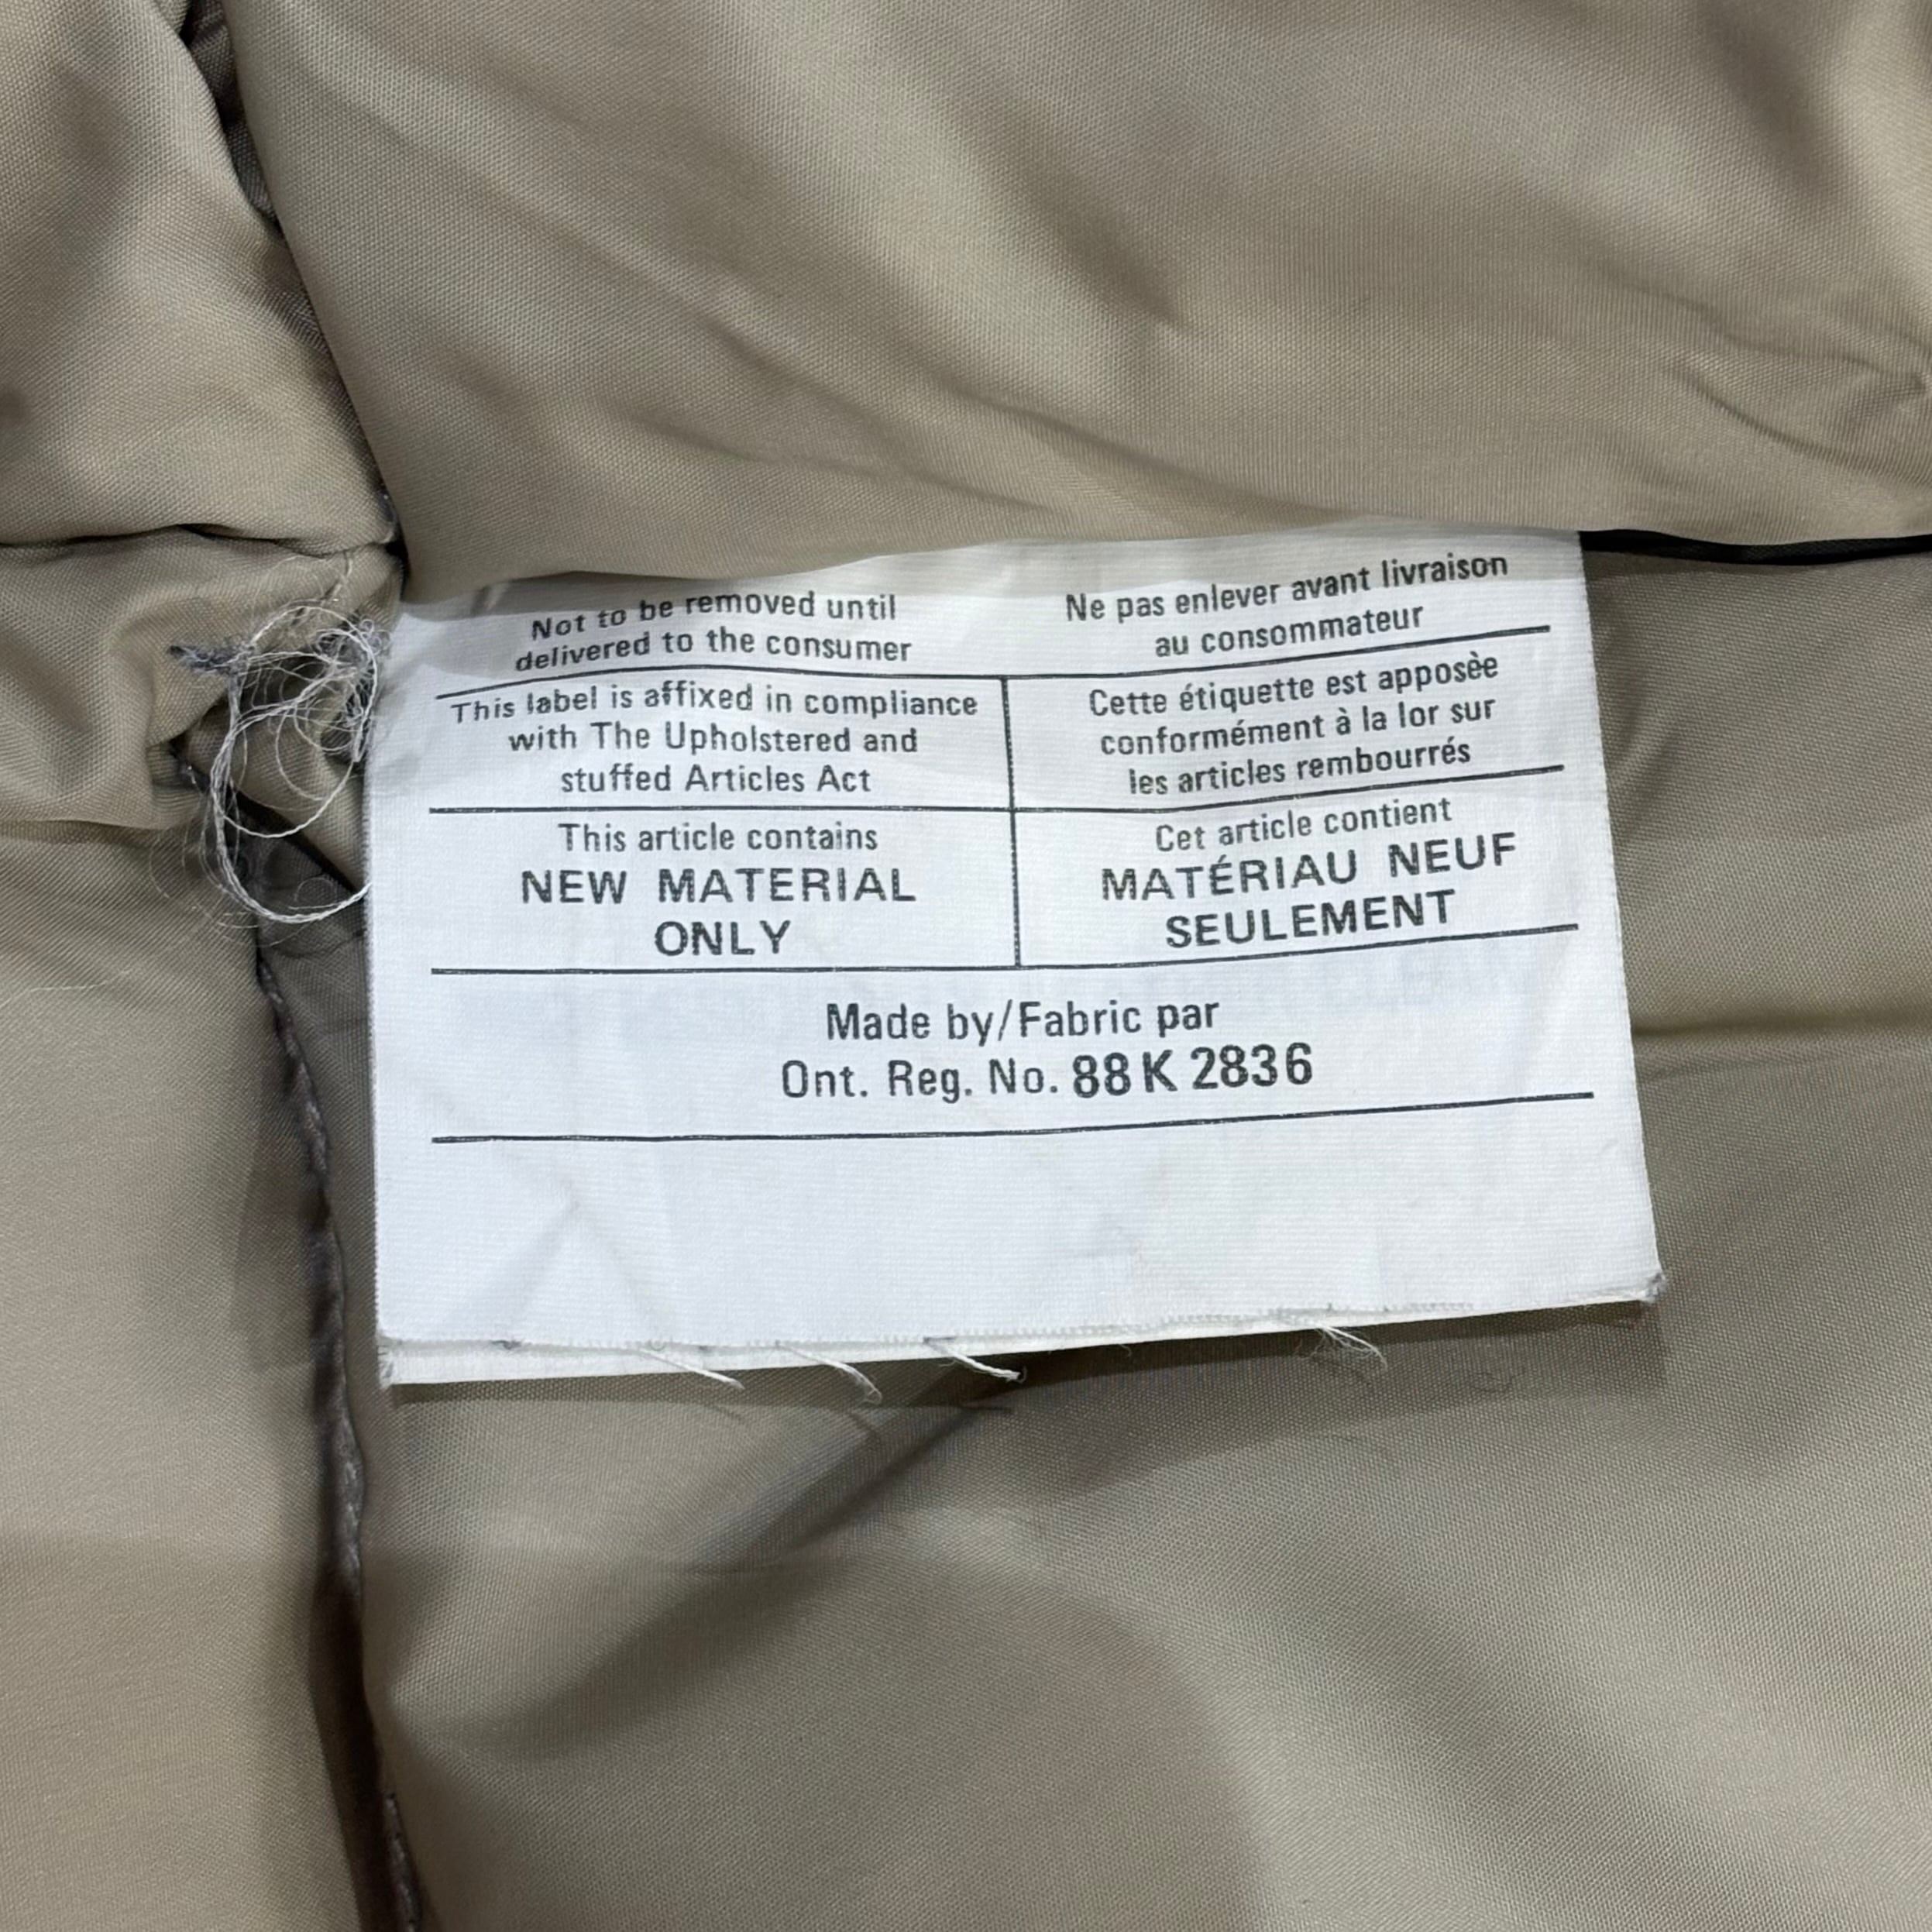 Not to be removed until
delivered to the consumer
Ne pas enlever avant livraison
au consommateur
This label is affixed in compliance
with The Upholstered and
stuffed Articles Act
Cette étiquette est apposèe
conformément à la lor sur
les articles rembourrés
This article contains
NEW MATERIAL
ONLY
Cet article contient
MATÉRIAU NEUF
SEULEMENT
Made by/Fabric par
Ont. Reg. No. 88 K 2836